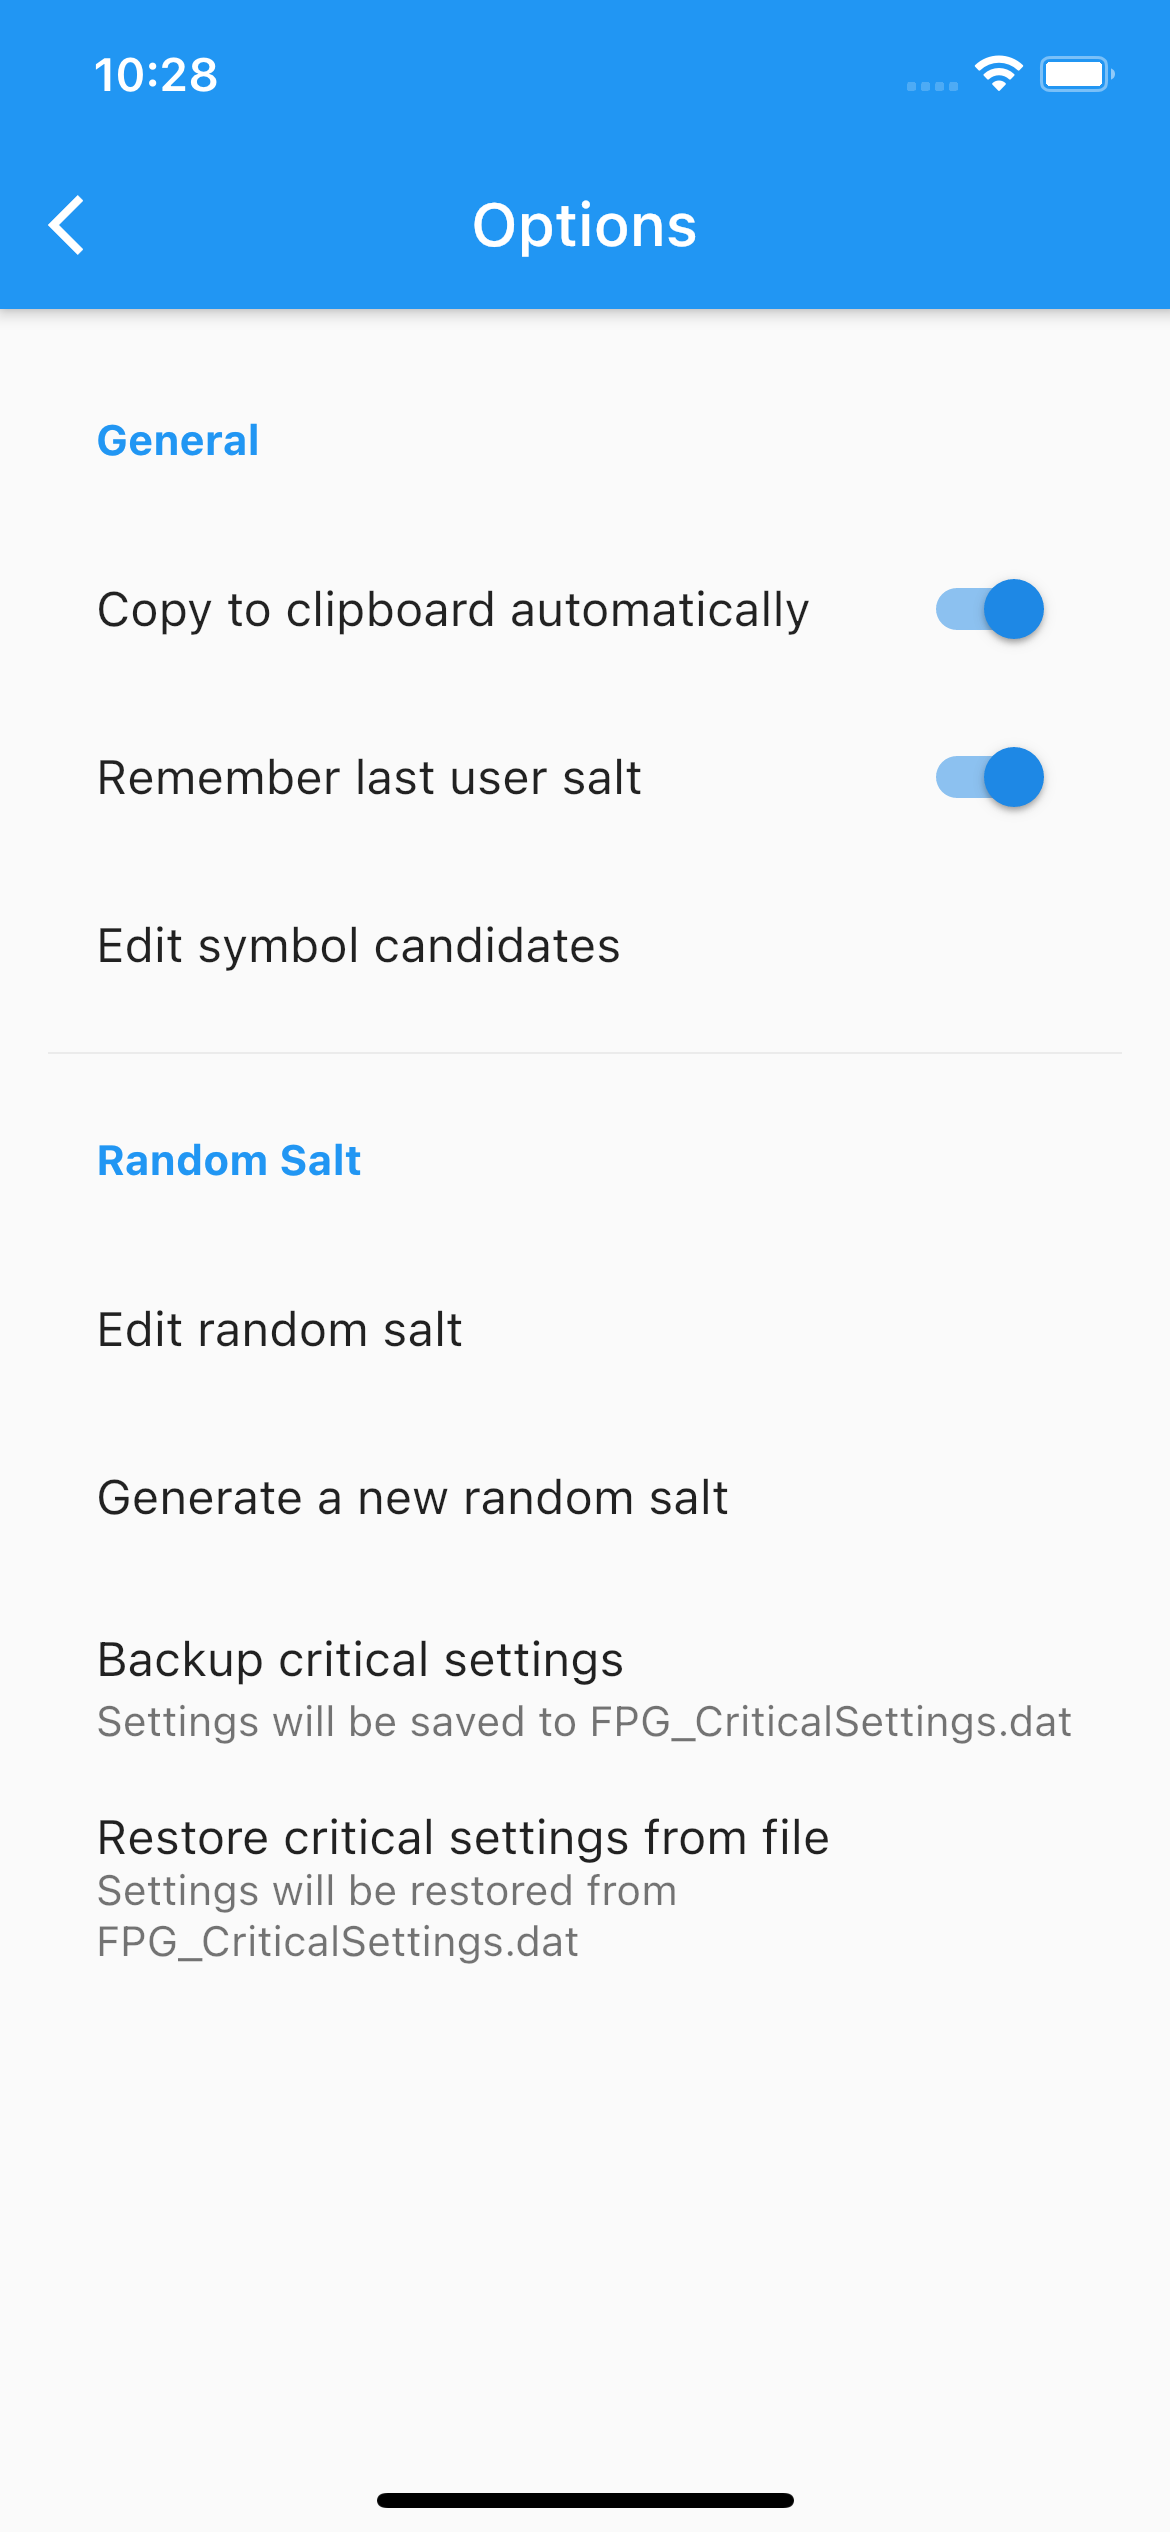 10:28
Options
General
Copy to clipboard automatically
Remember last user salt
Edit symbol candidates
Random Salt
Edit random salt
Generate a new random salt
Backup critical settings
Settings will be saved to FPG_CriticalSettings.dat
Restore critical settings from file
Settings will be restored from
FPG_CriticalSettings.dat